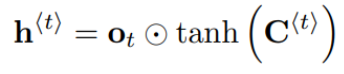 h⟨t⟩ = oₜ ⊙ tanh(C⟨t⟩)